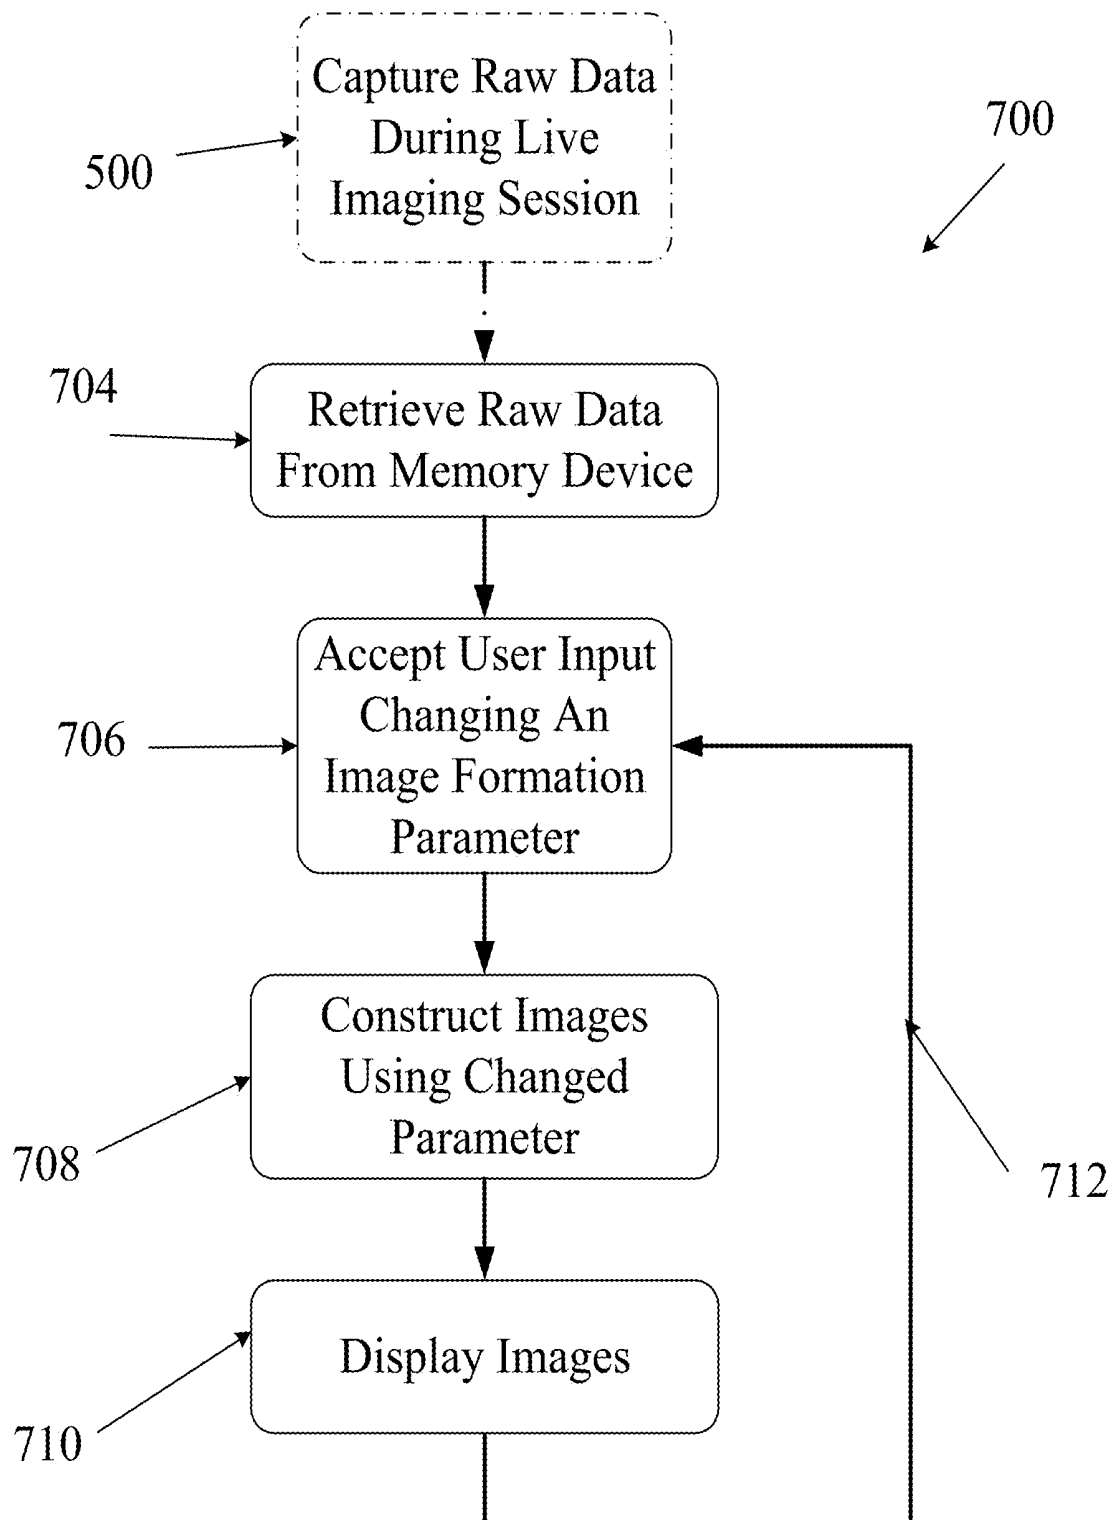 Capture Raw Data
During Live
Imaging Session
500
700
704
Retrieve Raw Data
From Memory Device
Accept User Input
Changing An
Image Formation
Parameter
706
Construct Images
Using Changed
Parameter
708
712
Display Images
710